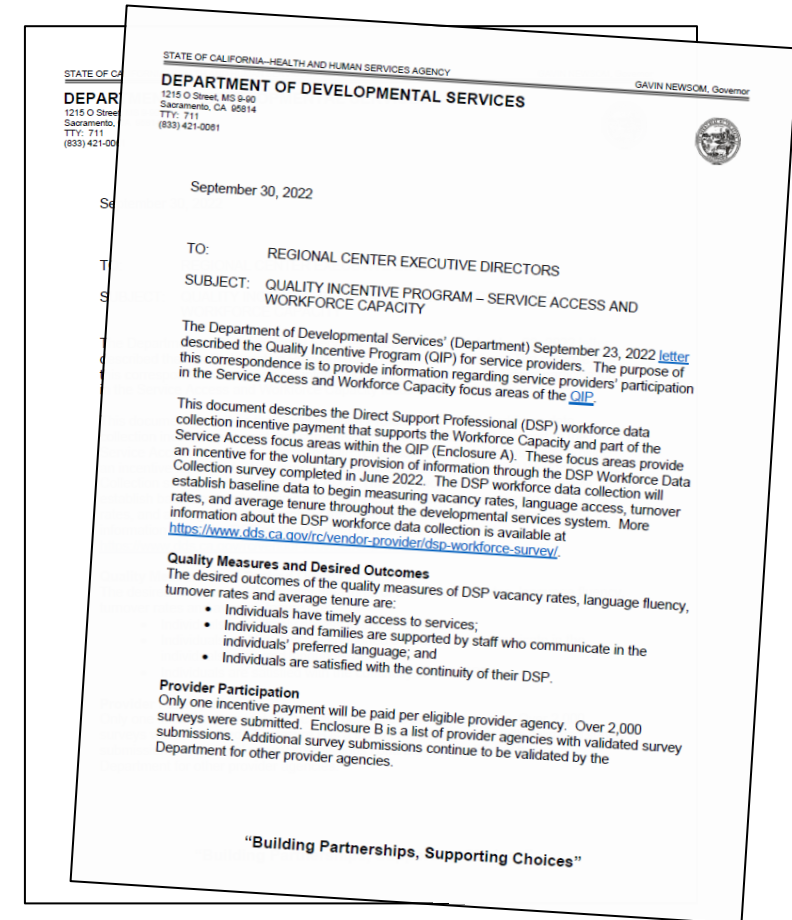 STATE OF CA
DEPAR
1215 O Stree
Sacramento,
TTY: 711
(833) 421-00
Se
T
S
STATE OF CALIFORNIA--HEALTH AND HUMAN SERVICES AGENCY
GAVIN NEWSOM, Governor
DEPARTMENT OF DEVELOPMENTAL SERVICES
1215 O Street, MS 9-90
Sacramento, CA 95814
TTY: 711
(833) 421-0061
September 30, 2022
TO: REGIONAL CENTER EXECUTIVE DIRECTORS
SUBJECT: QUALITY INCENTIVE PROGRAM – SERVICE ACCESS AND
WORKFORCE CAPACITY
The Department of Developmental Services' (Department) September 23, 2022 letter
described the Quality Incentive Program (QIP) for service providers. The purpose of
this correspondence is to provide information regarding service providers' participation
in the Service Access and Workforce Capacity focus areas of the QIP.
This document describes the Direct Support Professional (DSP) workforce data
collection incentive payment that supports the Workforce Capacity and part of the
Service Access focus areas within the QIP (Enclosure A). These focus areas provide
an incentive for the voluntary provision of information through the DSP Workforce Data
Collection survey completed in June 2022. The DSP workforce data collection will
establish baseline data to begin measuring vacancy rates, language access, turnover
rates, and average tenure throughout the developmental services system. More
information about the DSP workforce data collection is available at
https://www.dds.ca.gov/rc/vendor-provider/dsp-workforce-survey/.
Quality Measures and Desired Outcomes
The desired outcomes of the quality measures of DSP vacancy rates, language fluency,
turnover rates and average tenure are:
• Individuals have timely access to services;
• Individuals and families are supported by staff who communicate in the
individuals' preferred language; and
• Individuals are satisfied with the continuity of their DSP.
Provider Participation
Only one incentive payment will be paid per eligible provider agency. Over 2,000
surveys were submitted. Enclosure B is a list of provider agencies with validated survey
submissions. Additional survey submissions continue to be validated by the
Department for other provider agencies.
"Building Partnerships, Supporting Choices"